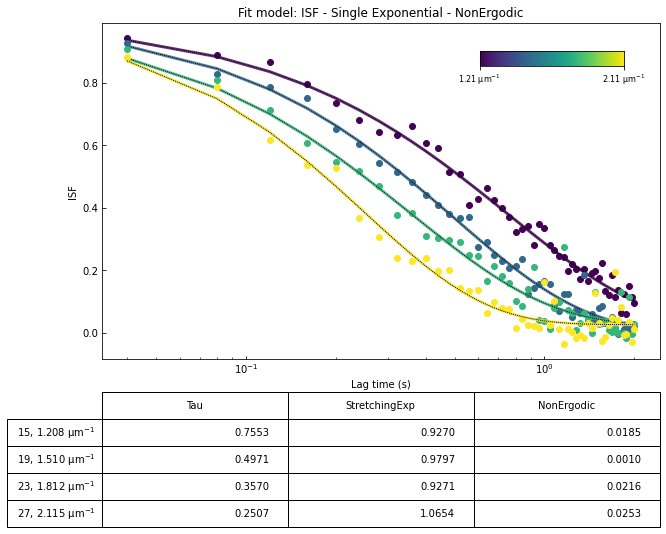 Fit model: ISF - Single Exponential - NonErgodic
0.8
0.6
0.4
0.2
0.0
ISF
1.21 μm⁻¹ 2.11 μm⁻¹
10⁻¹ 10⁰
Lag time (s)
Tau StretchingExp NonErgodic
15, 1.208 μm⁻¹ 0.7553 0.9270 0.0185
19, 1.510 μm⁻¹ 0.4971 0.9797 0.0010
23, 1.812 μm⁻¹ 0.3570 0.9271 0.0216
27, 2.115 μm⁻¹ 0.2507 1.0654 0.0253